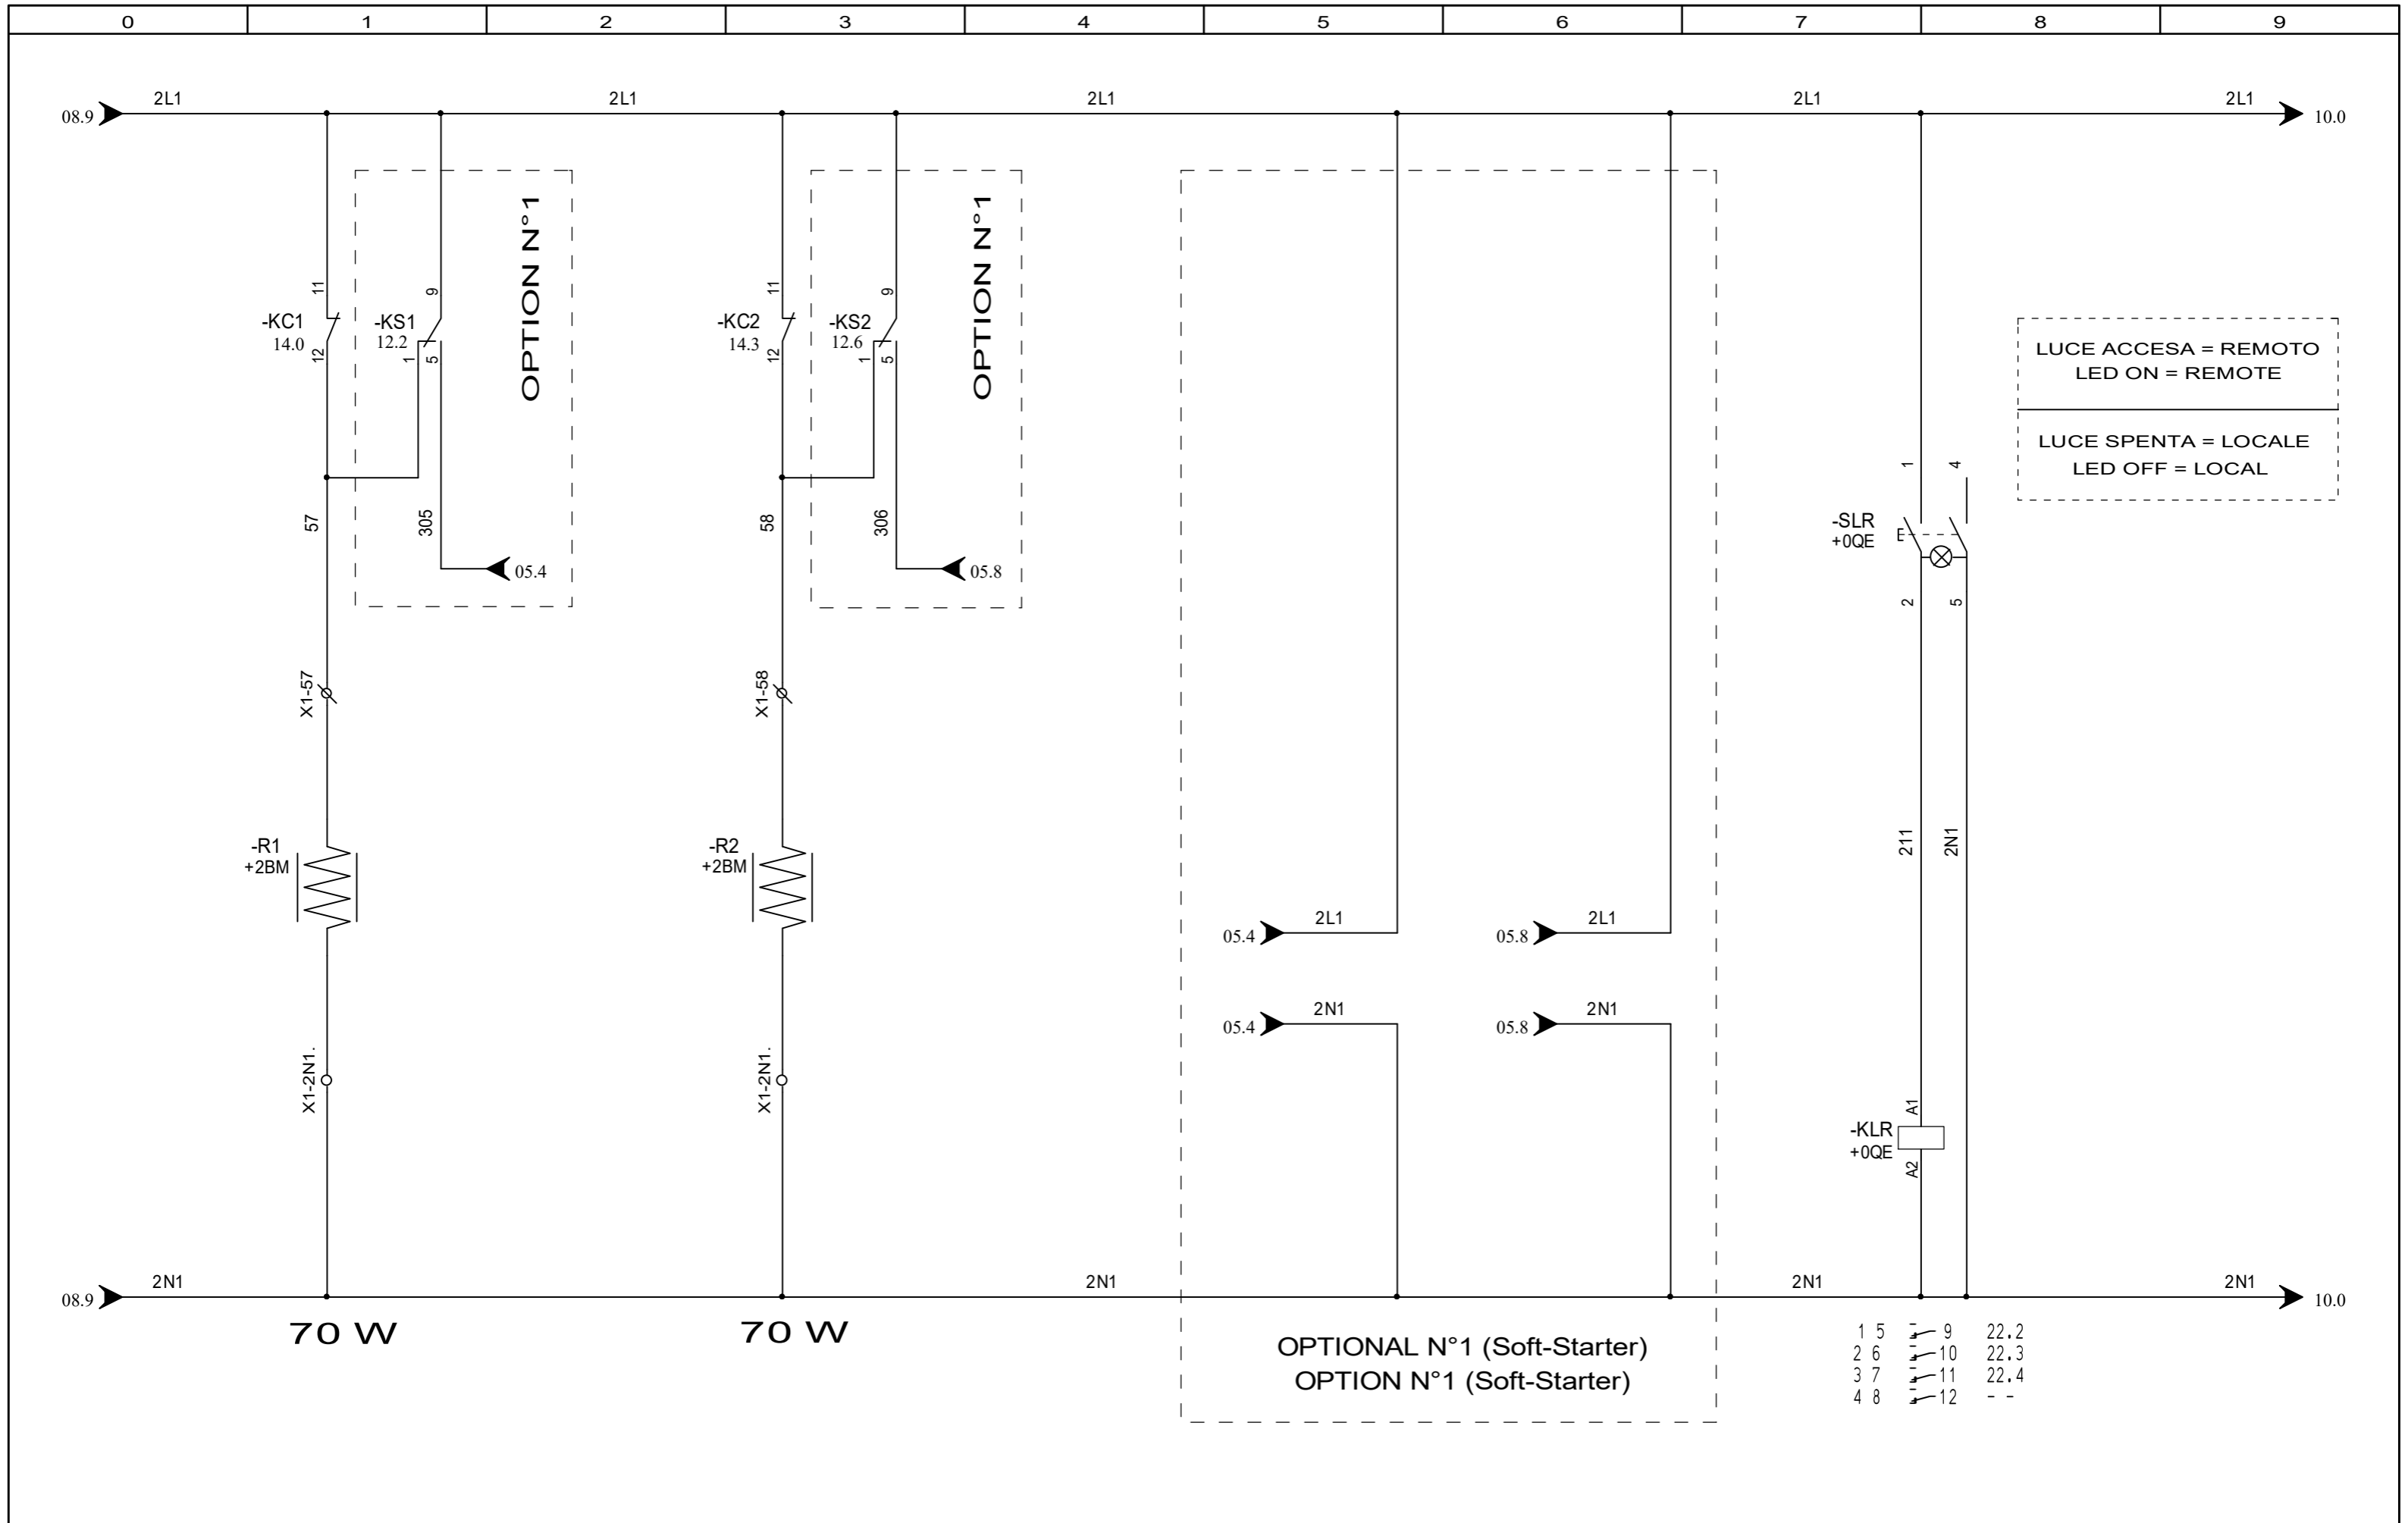 0 1 2 3 4 5 6 7 8 9
2L1 2L1 2L1 2L1 2L1
08.9 10.0
OPTION N°1
OPTION N°1
11 9 11 9
-KC1 -KS1 -KC2 -KS2
14.0 12.2 14.3 12.6
12 1 5 12 1 5
LUCE ACCESA = REMOTO
LED ON = REMOTE
LUCE SPENTA = LOCALE
LED OFF = LOCAL
1 4
57 305 58 306
-SLR
+0QE
E
05.4 05.8
2 5
X1-57 X1-58
-R1 -R2
+2BM +2BM
211 2N1
2L1 2L1
05.4 05.8
2N1 2N1
05.4 05.8
X1-2N1. X1-2N1.
A1
-KLR
+0QE
A2
2N1 2N1 2N1 2N1
08.9 10.0
70 W 70 W
OPTIONAL N°1 (Soft-Starter)
OPTION N°1 (Soft-Starter)
1 5 9 22.2
2 6 10 22.3
3 7 11 22.4
4 8 12 - -